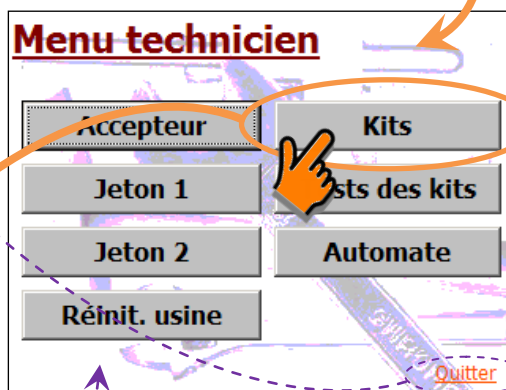 Menu technicien
Accepteur
Kits
Jeton 1
sts des kits
Jeton 2
Automate
Réinit. usine
Quitter